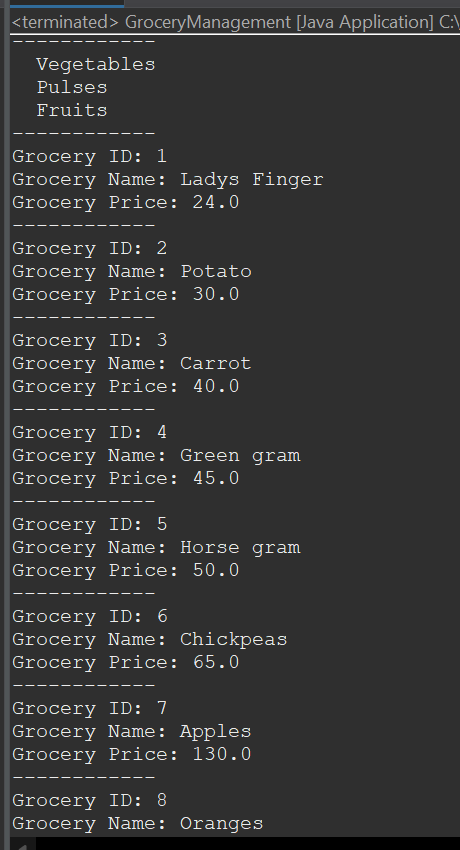 <terminated> GroceryManagement [Java Application] C:\
------------
  Vegetables
  Pulses
  Fruits
------------
Grocery ID: 1
Grocery Name: Ladys Finger
Grocery Price: 24.0
------------
Grocery ID: 2
Grocery Name: Potato
Grocery Price: 30.0
------------
Grocery ID: 3
Grocery Name: Carrot
Grocery Price: 40.0
------------
Grocery ID: 4
Grocery Name: Green gram
Grocery Price: 45.0
------------
Grocery ID: 5
Grocery Name: Horse gram
Grocery Price: 50.0
------------
Grocery ID: 6
Grocery Name: Chickpeas
Grocery Price: 65.0
------------
Grocery ID: 7
Grocery Name: Apples
Grocery Price: 130.0
------------
Grocery ID: 8
Grocery Name: Oranges